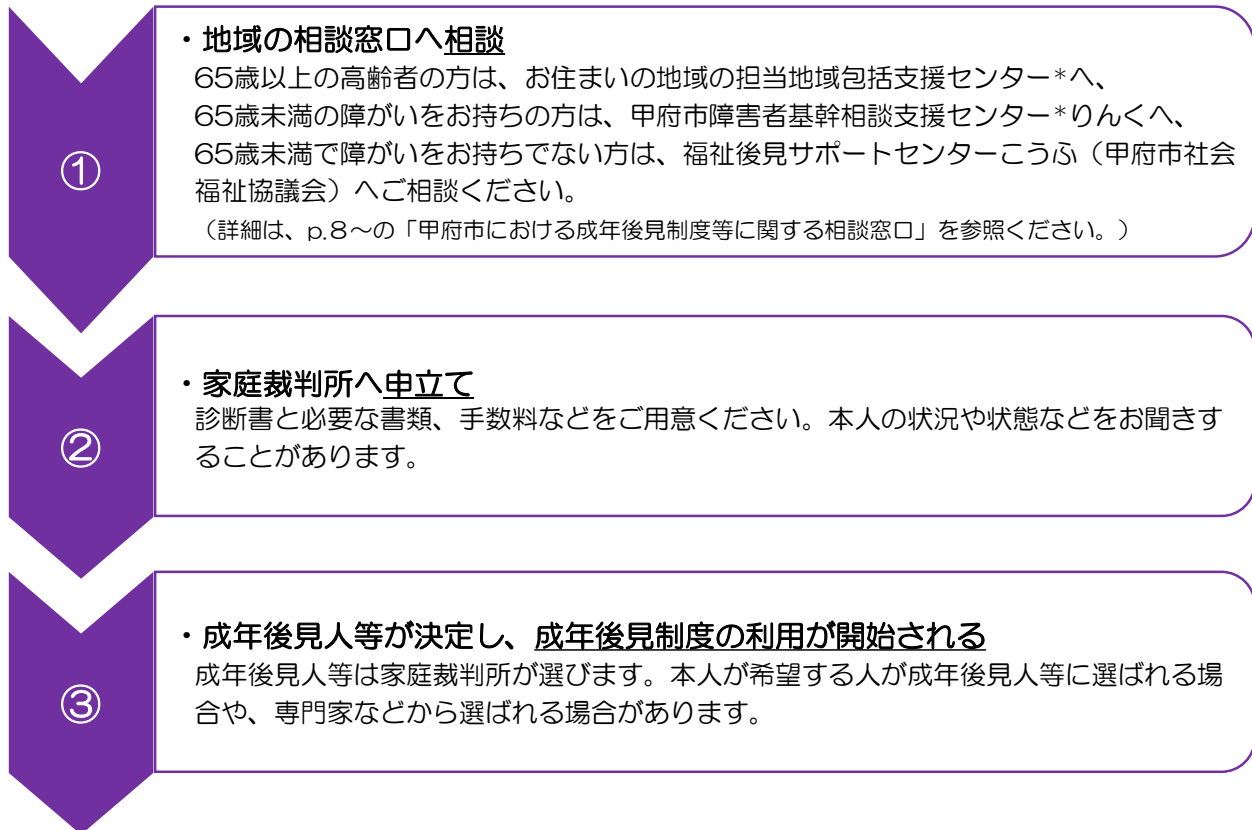 ①
・地域の相談窓口へ相談
65歳以上の高齢者の方は、お住まいの地域の担当地域包括支援センター*へ、
65歳未満の障がいをお持ちの方は、甲府市障害者基幹相談支援センター*りんくへ、
65歳未満で障がいをお持ちでない方は、福祉後見サポートセンターこうふ（甲府市社会
福祉協議会）へご相談ください。
（詳細は、p.8～の「甲府市における成年後見制度等に関する相談窓口」を参照ください。）
②
・家庭裁判所へ申立て
診断書と必要な書類、手数料などをご用意ください。本人の状況や状態などをお聞きす
ることがあります。
③
・成年後見人等が決定し、成年後見制度の利用が開始される
成年後見人等は家庭裁判所が選びます。本人が希望する人が成年後見人等に選ばれる場
合や、専門家などから選ばれる場合があります。